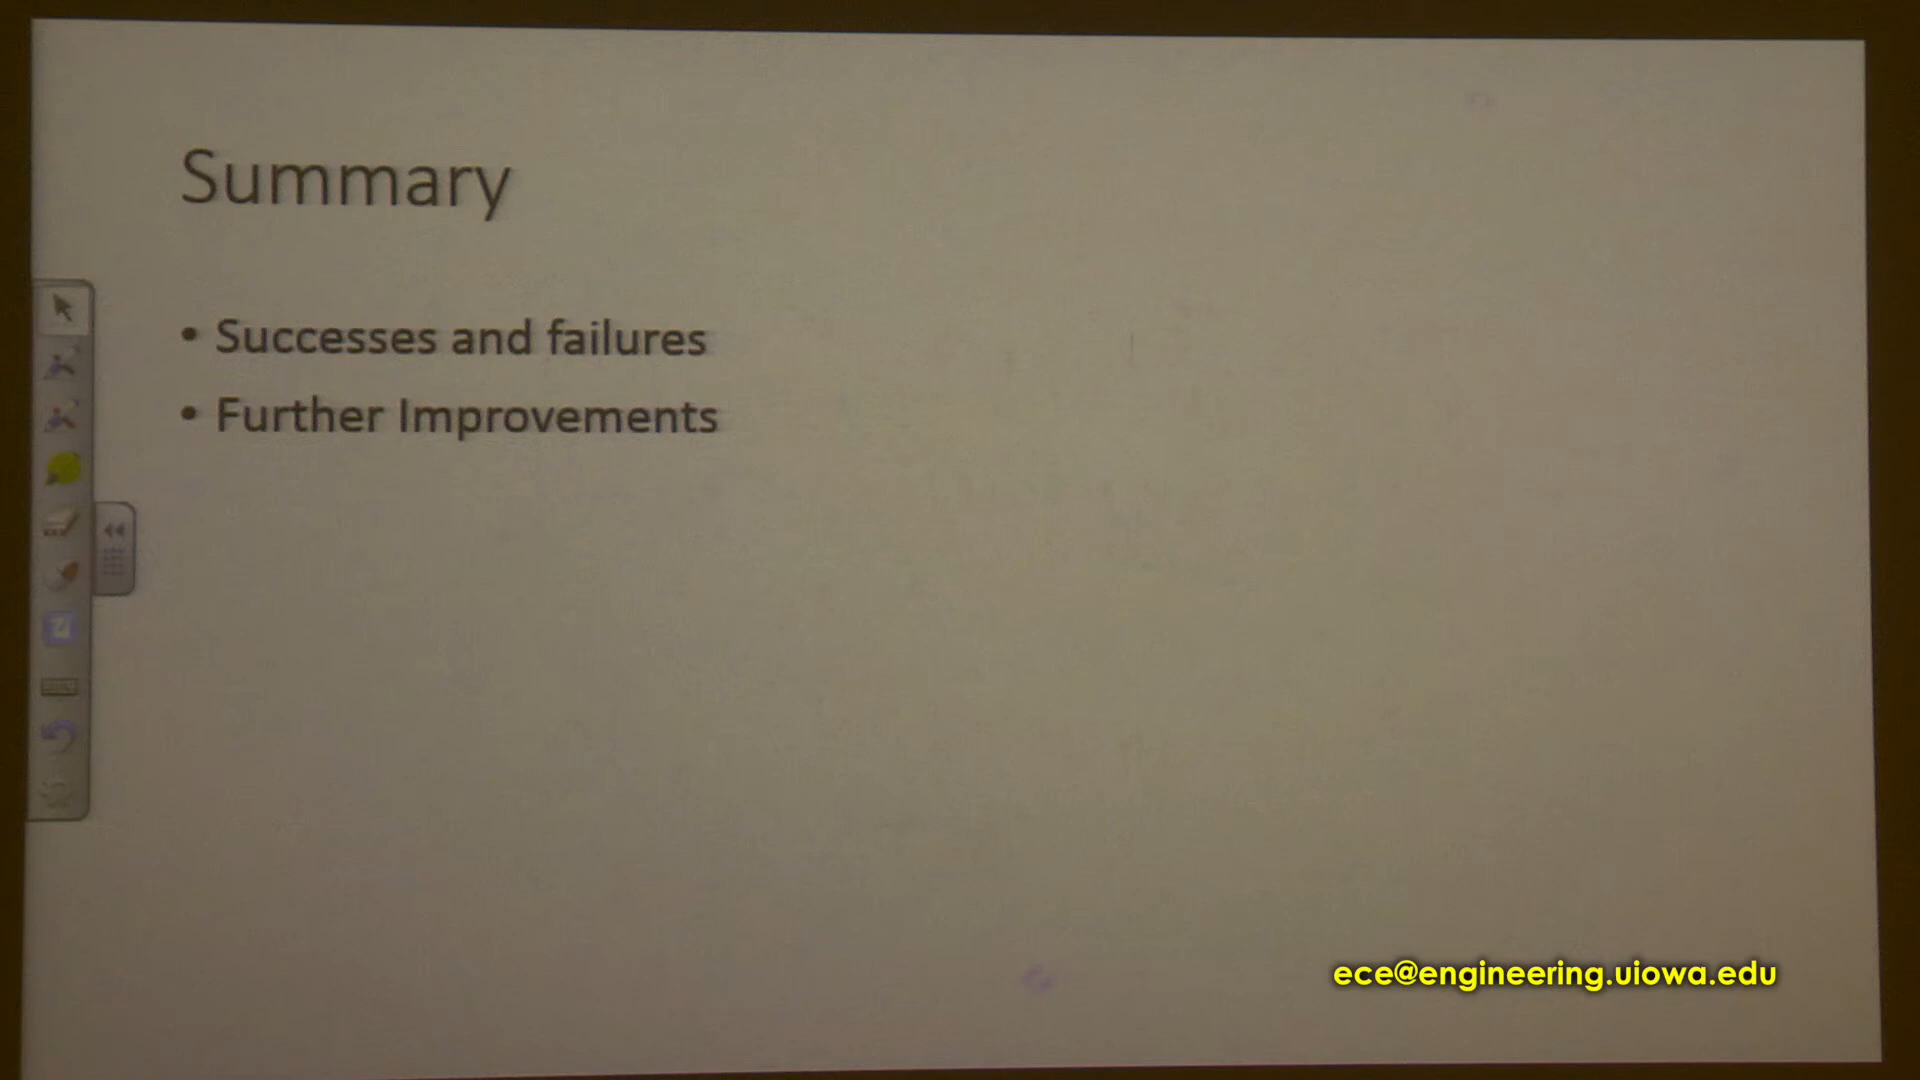 Summary
• Successes and failures
• Further Improvements
ece@engineering.uiowa.edu